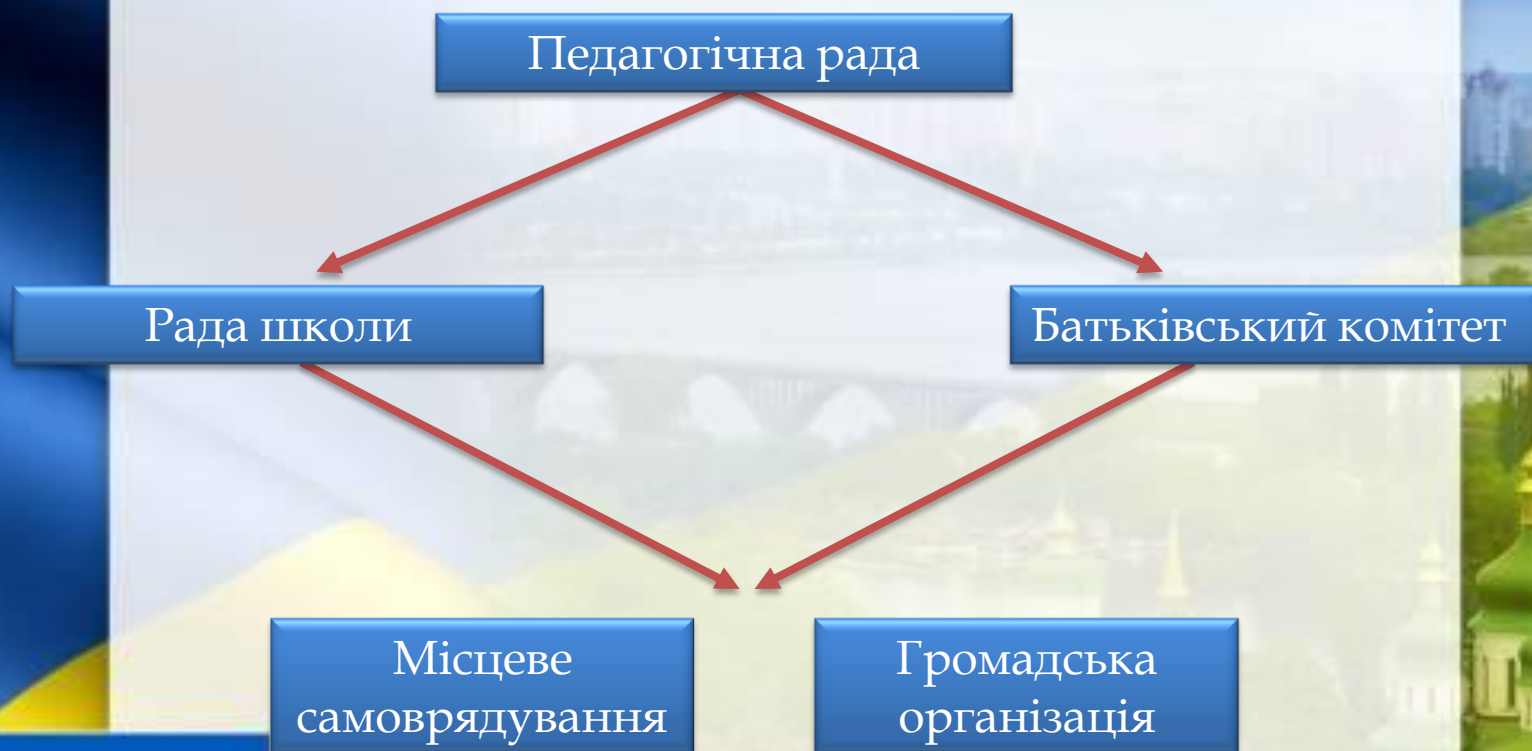 Педагогічна рада
Рада школи
Батьківський комітет
Місцеве
самоврядування
Громадська
організація